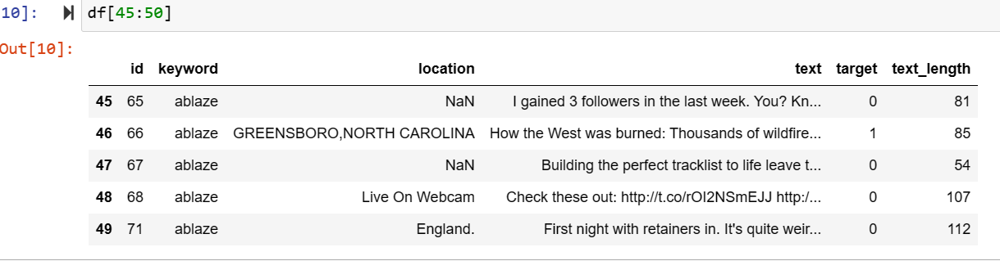 10]: df[45:50]
Out[10]:
id keyword location text target text_length
45 65 ablaze NaN I gained 3 followers in the last week. You? Kn... 0 81
46 66 ablaze GREENSBORO,NORTH CAROLINA How the West was burned: Thousands of wildfire... 1 85
47 67 ablaze NaN Building the perfect tracklist to life leave t... 0 54
48 68 ablaze Live On Webcam Check these out: http://t.co/rOI2NSmEJJ http:/... 0 107
49 71 ablaze England. First night with retainers in. It's quite weir... 0 112